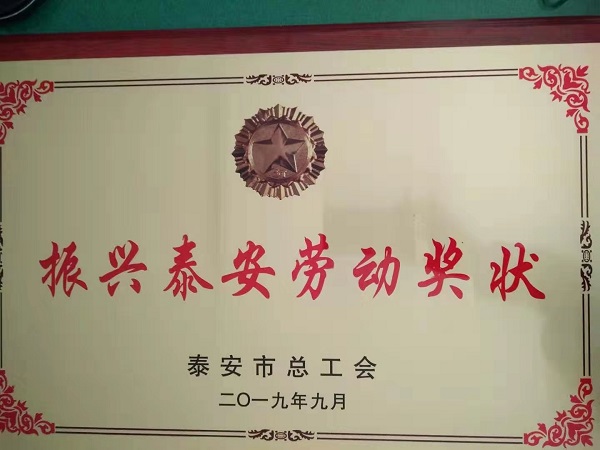 振兴泰安劳动奖状
泰安市总工会
二〇一九年九月